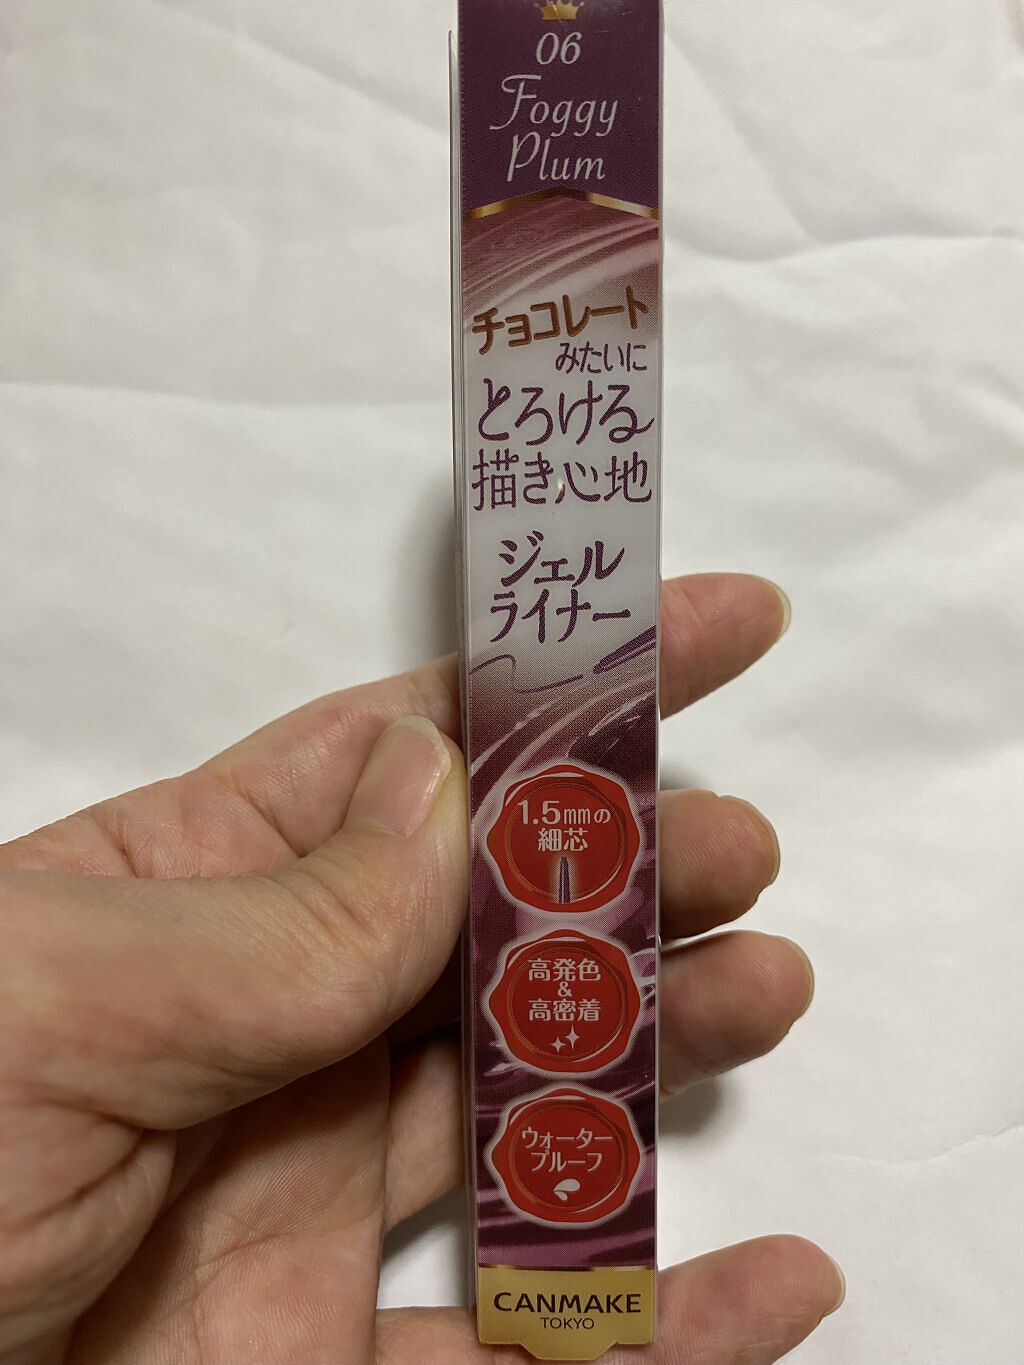 06
Foggy
Plum
チョコレート
みたいに
とろける
描き心地
ジェル
ライナー
1.5mmの
細芯
高発色
&
高密着
ウォーター
プルーフ
CANMAKE
TOKYO